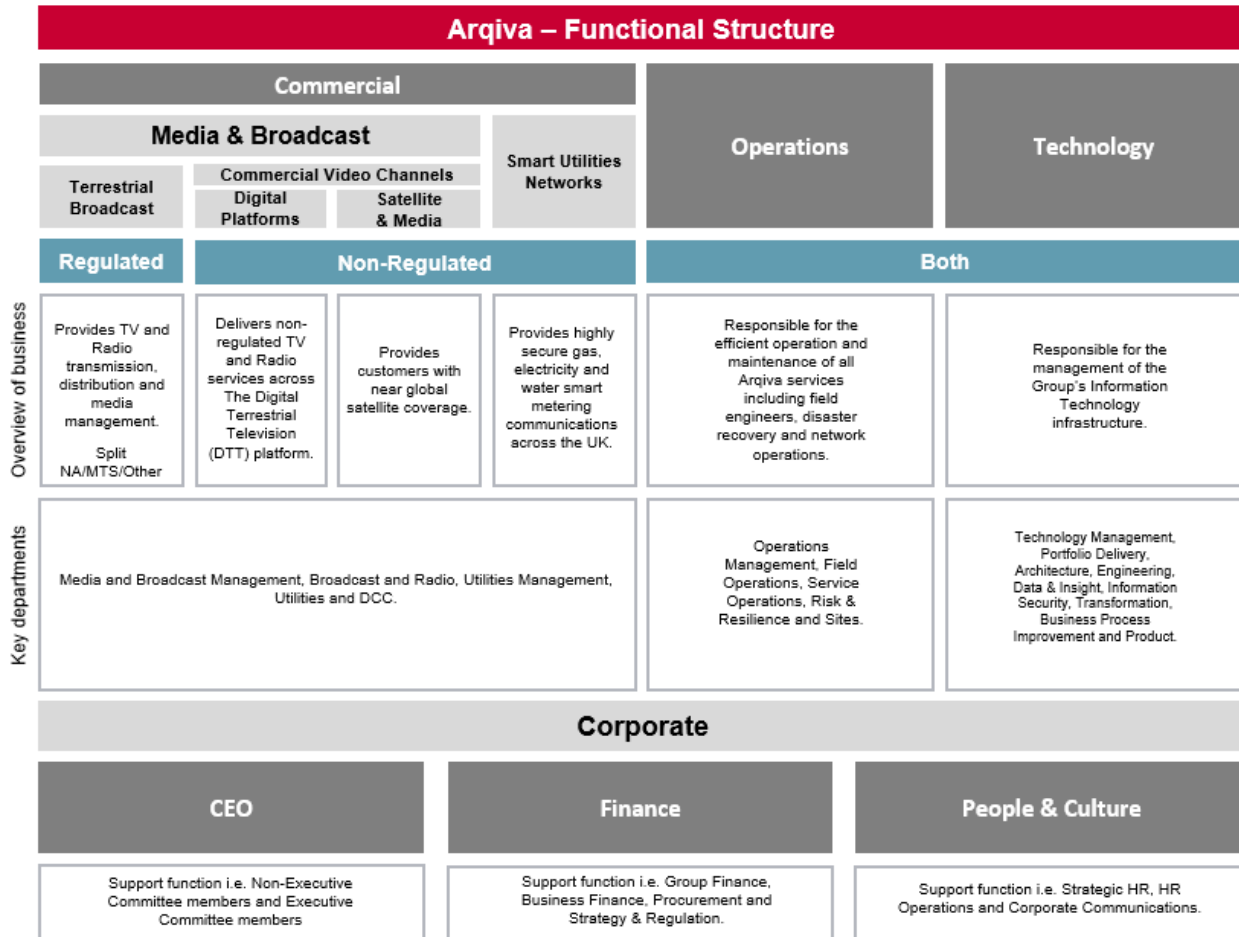 Arqiva – Functional Structure
Commercial
Operations
Technology
Media & Broadcast
Smart Utilities
Networks
Terrestrial
Broadcast
Commercial Video Channels
Digital
Platforms
Satellite
& Media
Regulated
Non-Regulated
Both
Overview of business
Provides TV and
Radio
transmission,
distribution and
media
management.
Split
NA/MTS/Other
Delivers non-
regulated TV
and Radio
services across
The Digital
Terrestrial
Television
(DTT) platform.
Provides
customers with
near global
satellite coverage.
Provides highly
secure gas,
electricity and
water smart
metering
communications
across the UK.
Responsible for the
efficient operation and
maintenance of all
Arqiva services
including field
engineers, disaster
recovery and network
operations.
Responsible for the
management of the
Group's Information
Technology
infrastructure.
Key departments
Media and Broadcast Management, Broadcast and Radio, Utilities Management,
Utilities and DCC.
Operations
Management, Field
Operations, Service
Operations, Risk &
Resilience and Sites.
Technology Management,
Portfolio Delivery,
Architecture, Engineering,
Data & Insight, Information
Security, Transformation,
Business Process
Improvement and Product.
Corporate
CEO
Finance
People & Culture
Support function i.e. Non-Executive
Committee members and Executive
Committee members
Support function i.e. Group Finance,
Business Finance, Procurement and
Strategy & Regulation.
Support function i.e. Strategic HR, HR
Operations and Corporate Communications.